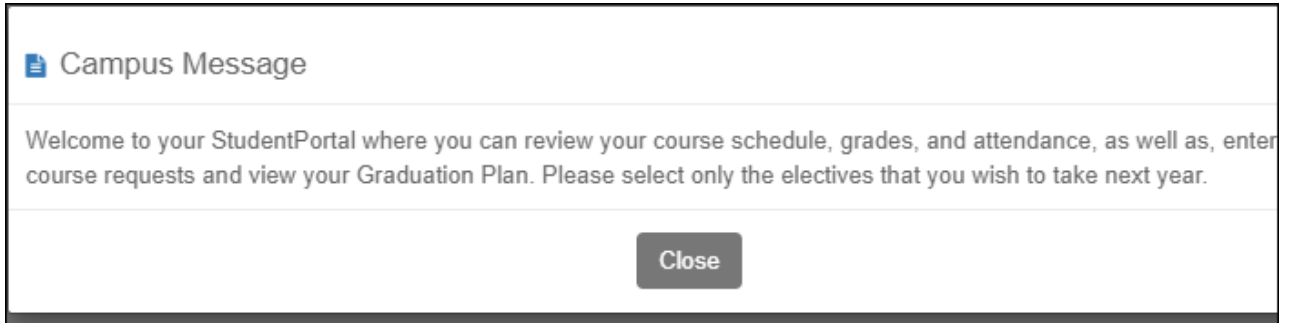 Campus Message
Welcome to your StudentPortal where you can review your course schedule, grades, and attendance, as well as, enter
course requests and view your Graduation Plan. Please select only the electives that you wish to take next year.
Close